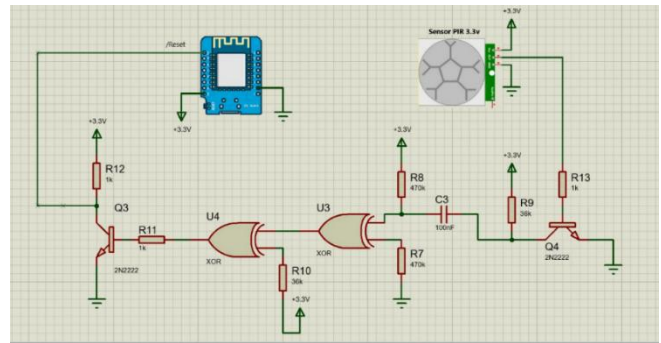 Sensor PIR 3.3v
+3.3V
/Reset
+3.3V
+3.3V
R12
1k
Q3
2N2222
R11
1k
U4
XOR
R10
36k
+3.3V
U3
XOR
+3.3V
R8
470k
R7
470k
C3
100nF
+3.3V
R9
36k
R13
1k
Q4
2N2222